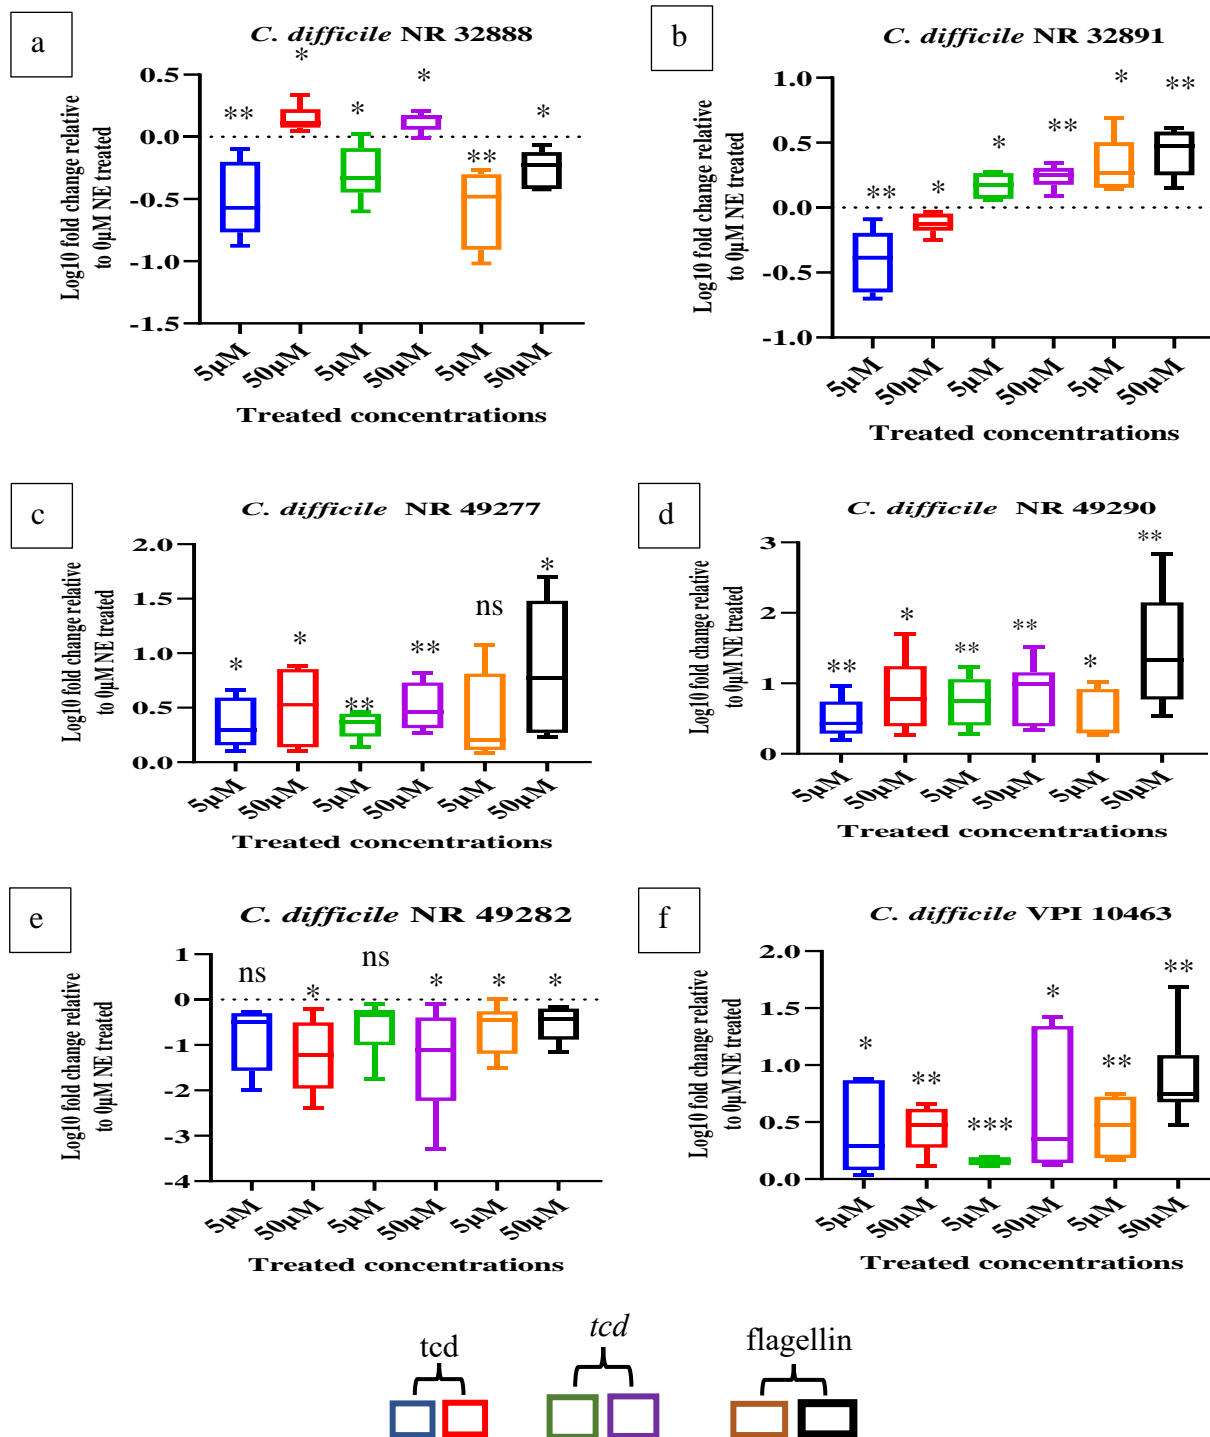 a
C. difficile NR 32888
Log10 fold change relative
to 0µM NE treated
0.5
0.0
-0.5
-1.0
-1.5
** * * * ** *
5µM 50µM 5µM 50µM 5µM 50µM
Treated concentrations
b
C. difficile NR 32891
Log10 fold change relative
to 0µM NE treated
1.0
0.5
0.0
-0.5
-1.0
** * * ** * **
5µM 50µM 5µM 50µM 5µM 50µM
Treated concentrations
c
C. difficile NR 49277
Log10 fold change relative
to 0µM NE treated
2.0
1.5
1.0
0.5
0.0
* * ** ** ns *
5µM 50µM 5µM 50µM 5µM 50µM
Treated concentrations
d
C. difficile NR 49290
Log10 fold change relative
to 0µM NE treated
3
2
1
0
** * ** ** * **
5µM 50µM 5µM 50µM 5µM 50µM
Treated concentrations
e
C. difficile NR 49282
Log10 fold change relative
to 0µM NE treated
1
0
-1
-2
-3
-4
ns * ns * * *
5µM 50µM 5µM 50µM 5µM 50µM
Treated concentrations
f
C. difficile VPI 10463
Log10 fold change relative
to 0µM NE treated
2.0
1.5
1.0
0.5
0.0
* ** *** * ** **
5µM 50µM 5µM 50µM 5µM 50µM
Treated concentrations
tcd tcd flagellin